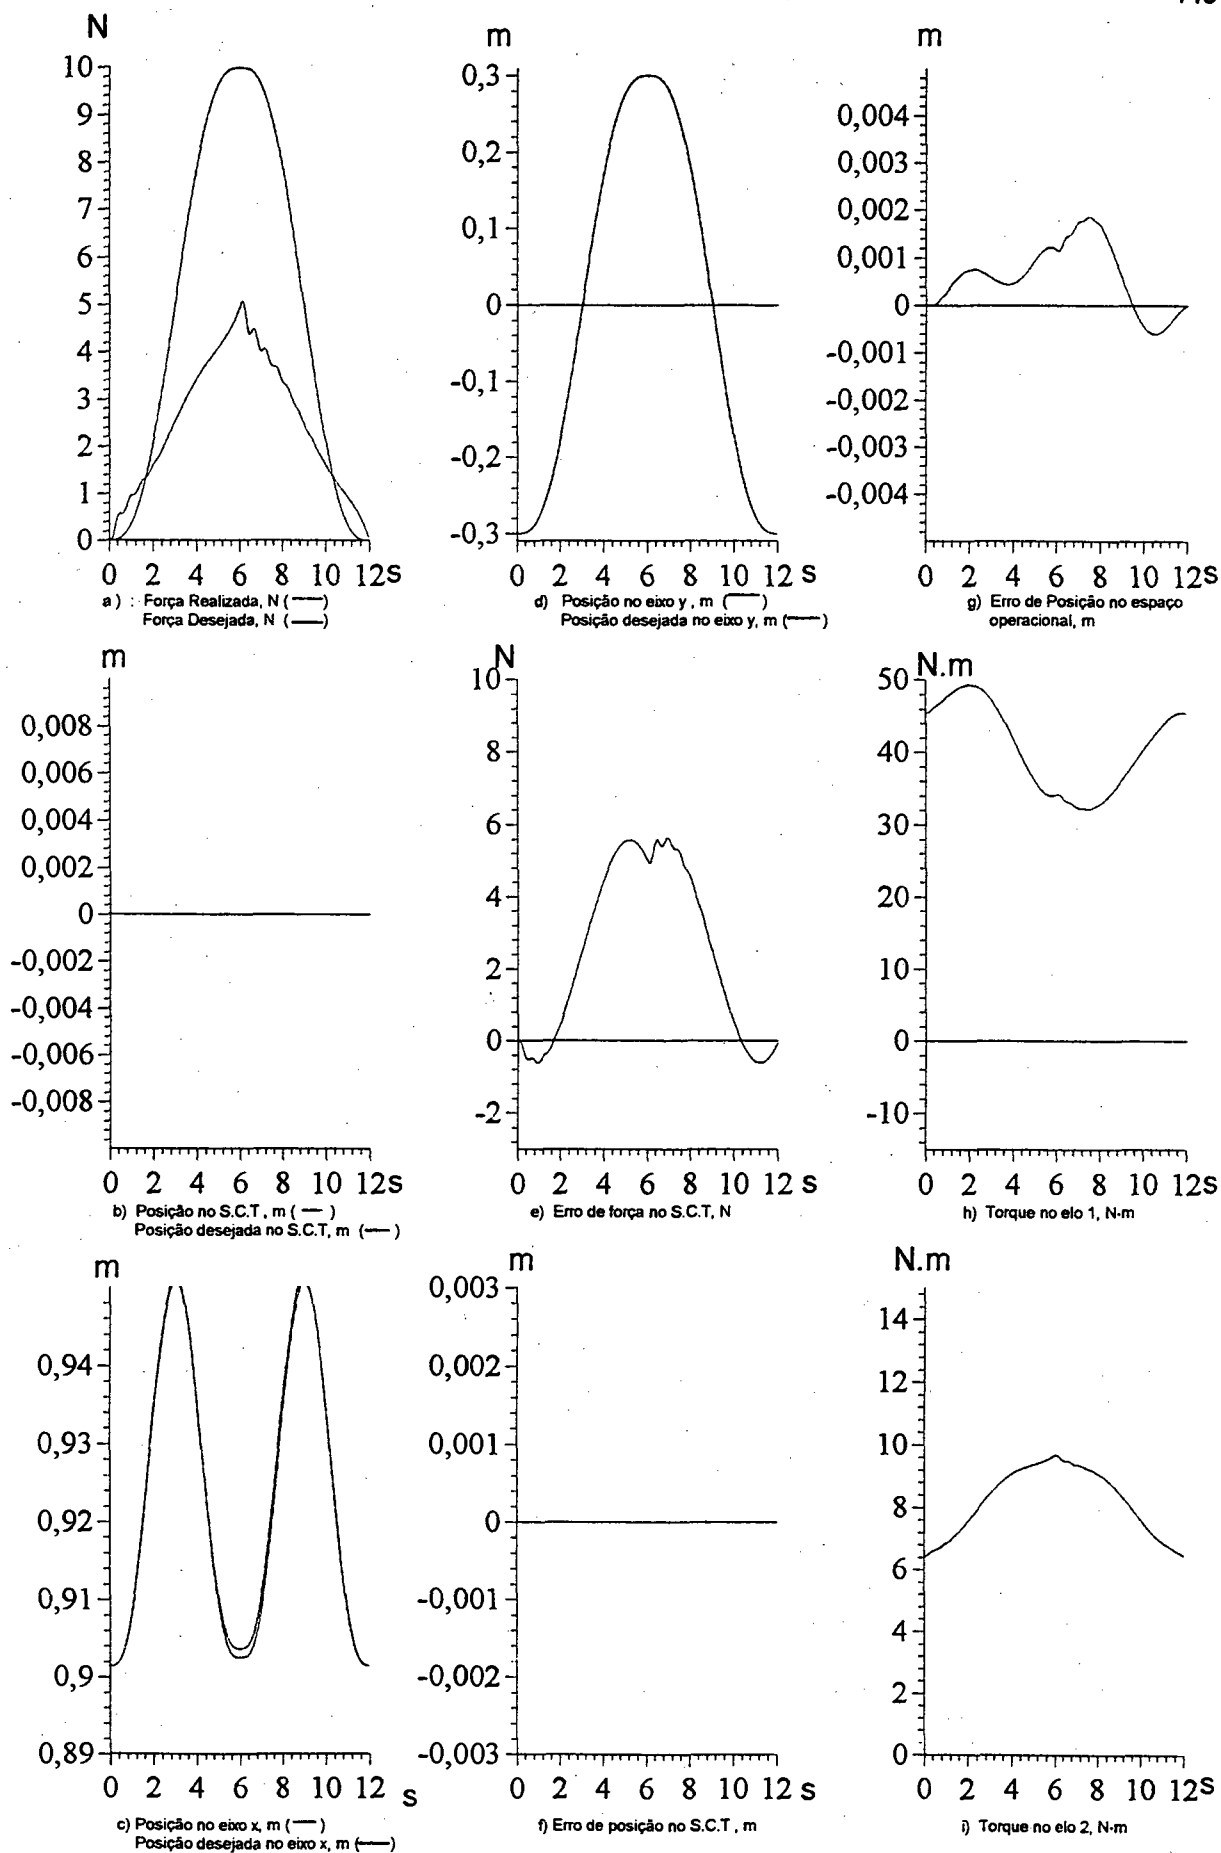 N
10
9
8
7
6
5
4
3
2
1
0
0 2 4 6 8 10 12 s
a) : Força Realizada, N ( )
Força Desejada, N ( )
m
0,3
0,2
0,1
0
-0,1
-0,2
-0,3
0 2 4 6 8 10 12 s
d) Posição no eixo y , m ( )
Posição desejada no eixo y, m ( )
m
0,004
0,003
0,002
0,001
0
-0,001
-0,002
-0,003
-0,004
0 2 4 6 8 10 12s
g) Erro de Posição no espaço
operacional, m
m
0,008
0,006
0,004
0,002
0
-0,002
-0,004
-0,006
-0,008
0 2 4 6 8 10 12s
b) Posição no S.C.T , m ( )
Posição desejada no S.C.T, m ( )
N
10
8
6
4
2
0
-2
0 2 4 6 8 10 12 s
e) Erro de força no S.C.T, N
N.m
50
40
30
20
10
0
-10
0 2 4 6 8 10 12s
h) Torque no elo 1, N-m
m
0,94
0,93
0,92
0,91
0,9
0,89
0 2 4 6 8 10 12 s
c) Posição no eixo x, m ( )
Posição desejada no eixo x, m ( )
m
0,003
0,002
0,001
0
-0,001
-0,002
-0,003
0 2 4 6 8 10 12 s
f) Erro de posição no S.C.T , m
N.m
14
12
10
8
6
4
2
0
0 2 4 6 8 10 12s
i) Torque no elo 2, N-m